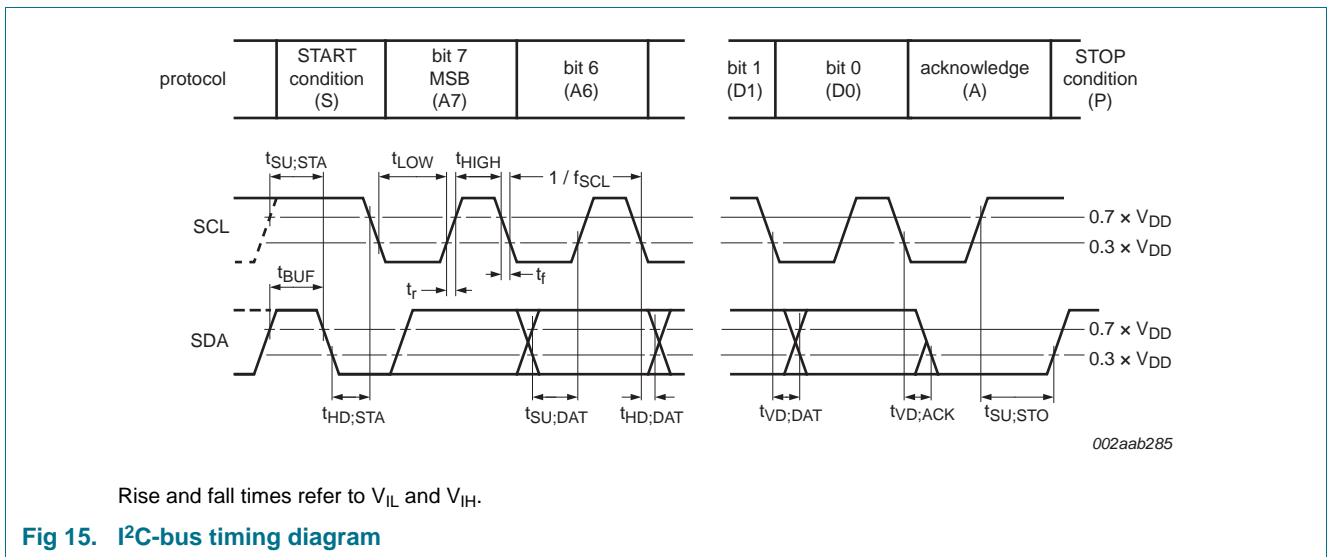 protocol
START
condition
(S)
bit 7
MSB
(A7)
bit 6
(A6)
bit 1
(D1)
bit 0
(D0)
acknowledge
(A)
STOP
condition
(P)
tSU;STA
tLOW
tHIGH
1 / fSCL
SCL
0.7 × VDD
0.3 × VDD
tBUF
tr
tf
SDA
0.7 × VDD
0.3 × VDD
tHD;STA
tSU;DAT
tHD;DAT
tVD;DAT
tVD;ACK
tSU;STO
002aab285
Rise and fall times refer to VIL and VIH.
Fig 15. I²C-bus timing diagram